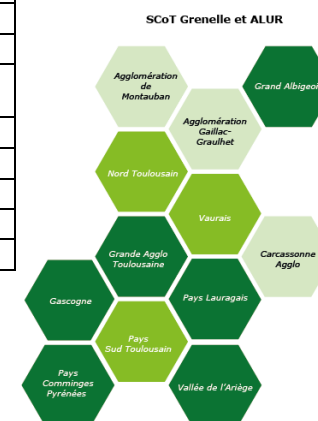 SCoT Grenelle et ALUR
Agglomération
de
Montauban
Grand Albigeoi
Agglomération
Gaillac-
Graulhet
Nord Toulousain
Vaurais
Grande Agglo
Toulousaine
Carcassonne
Agglo
Gascogne
Pays Lauragais
Pays
Sud Toulousain
Pays
Comminges
Pyrénées
Vallée de l'Ariège